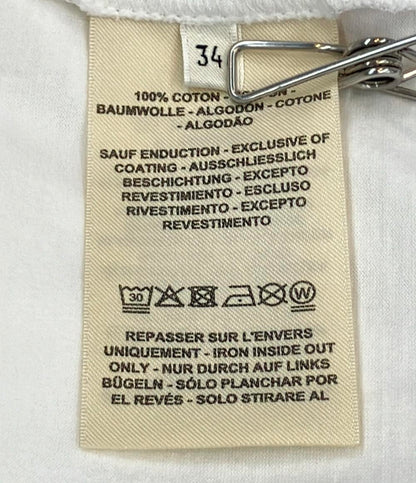 34
100% COTON -
BAUMWOLLE - ALGODON - COTONE
- ALGODÃO
SAUF ENDUCTION - EXCLUSIVE OF
COATING - AUSSCHLIESSLICH
BESCHICHTUNG - EXCEPTO
REVESTIMIENTO - ESCLUSO
RIVESTIMENTO - EXCEPTO
REVESTIMENTO
30 W
REPASSER SUR L'ENVERS
UNIQUEMENT - IRON INSIDE OUT
ONLY - NUR DURCH AUF LINKS
BÜGELN - SÓLO PLANCHAR POR
EL REVÉS - SOLO STIRARE AL